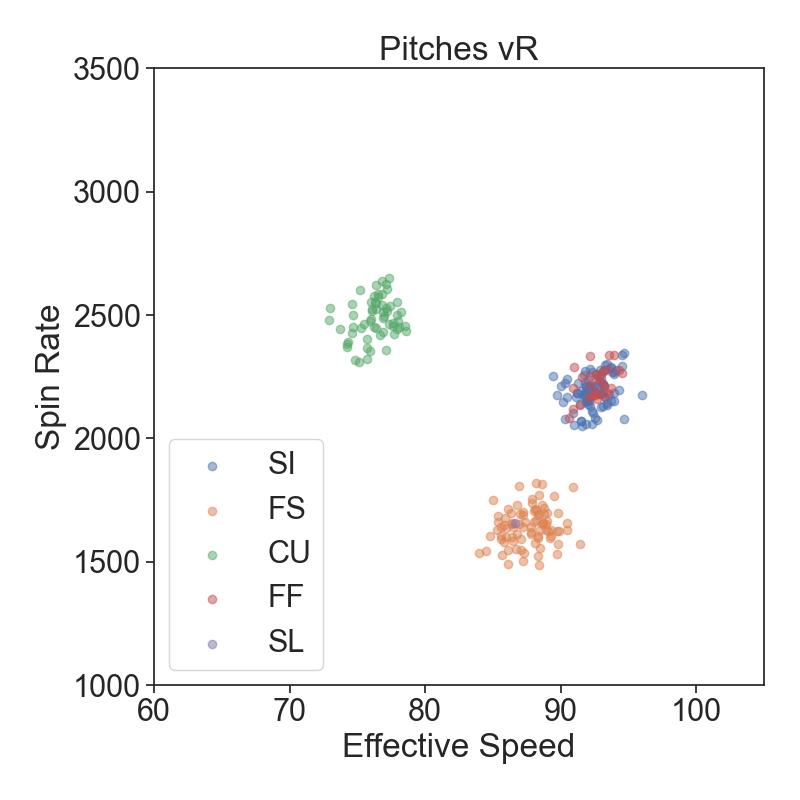 Pitches vR
3500
3000
2500
2000
1500
1000
Spin Rate
SI
FS
CU
FF
SL
60 70 80 90 100
Effective Speed